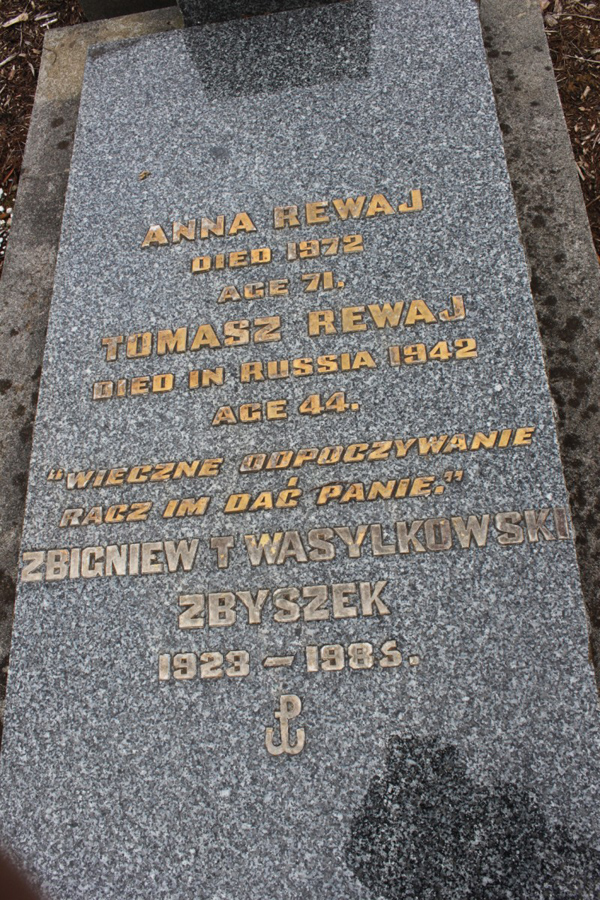 ANNA REWAJ
DIED 1972
AGE 71.
TOMASZ REWAJ
DIED IN RUSSIA 1942
AGE 44.
"WIECZNE ODPOCZYWANIE
RACZ IM DAĆ PANIE."
ZBIGNIEW T WASYLKOWSKI
ZBYSZEK
1923 – 1985.